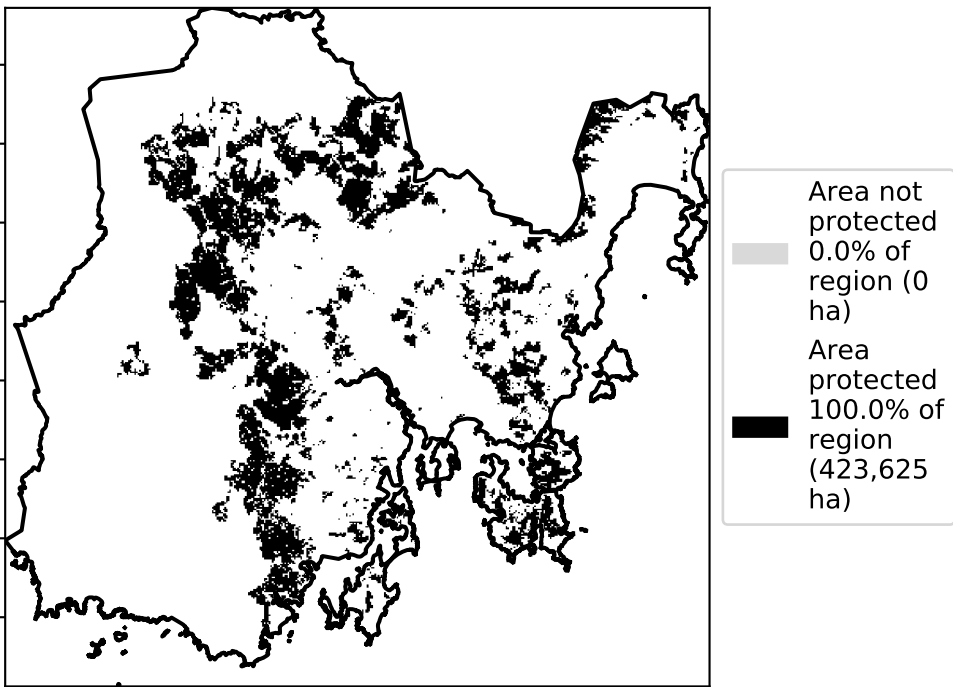 Area not
protected
0.0% of
region (0
ha)
Area
protected
100.0% of
region
(423,625
ha)